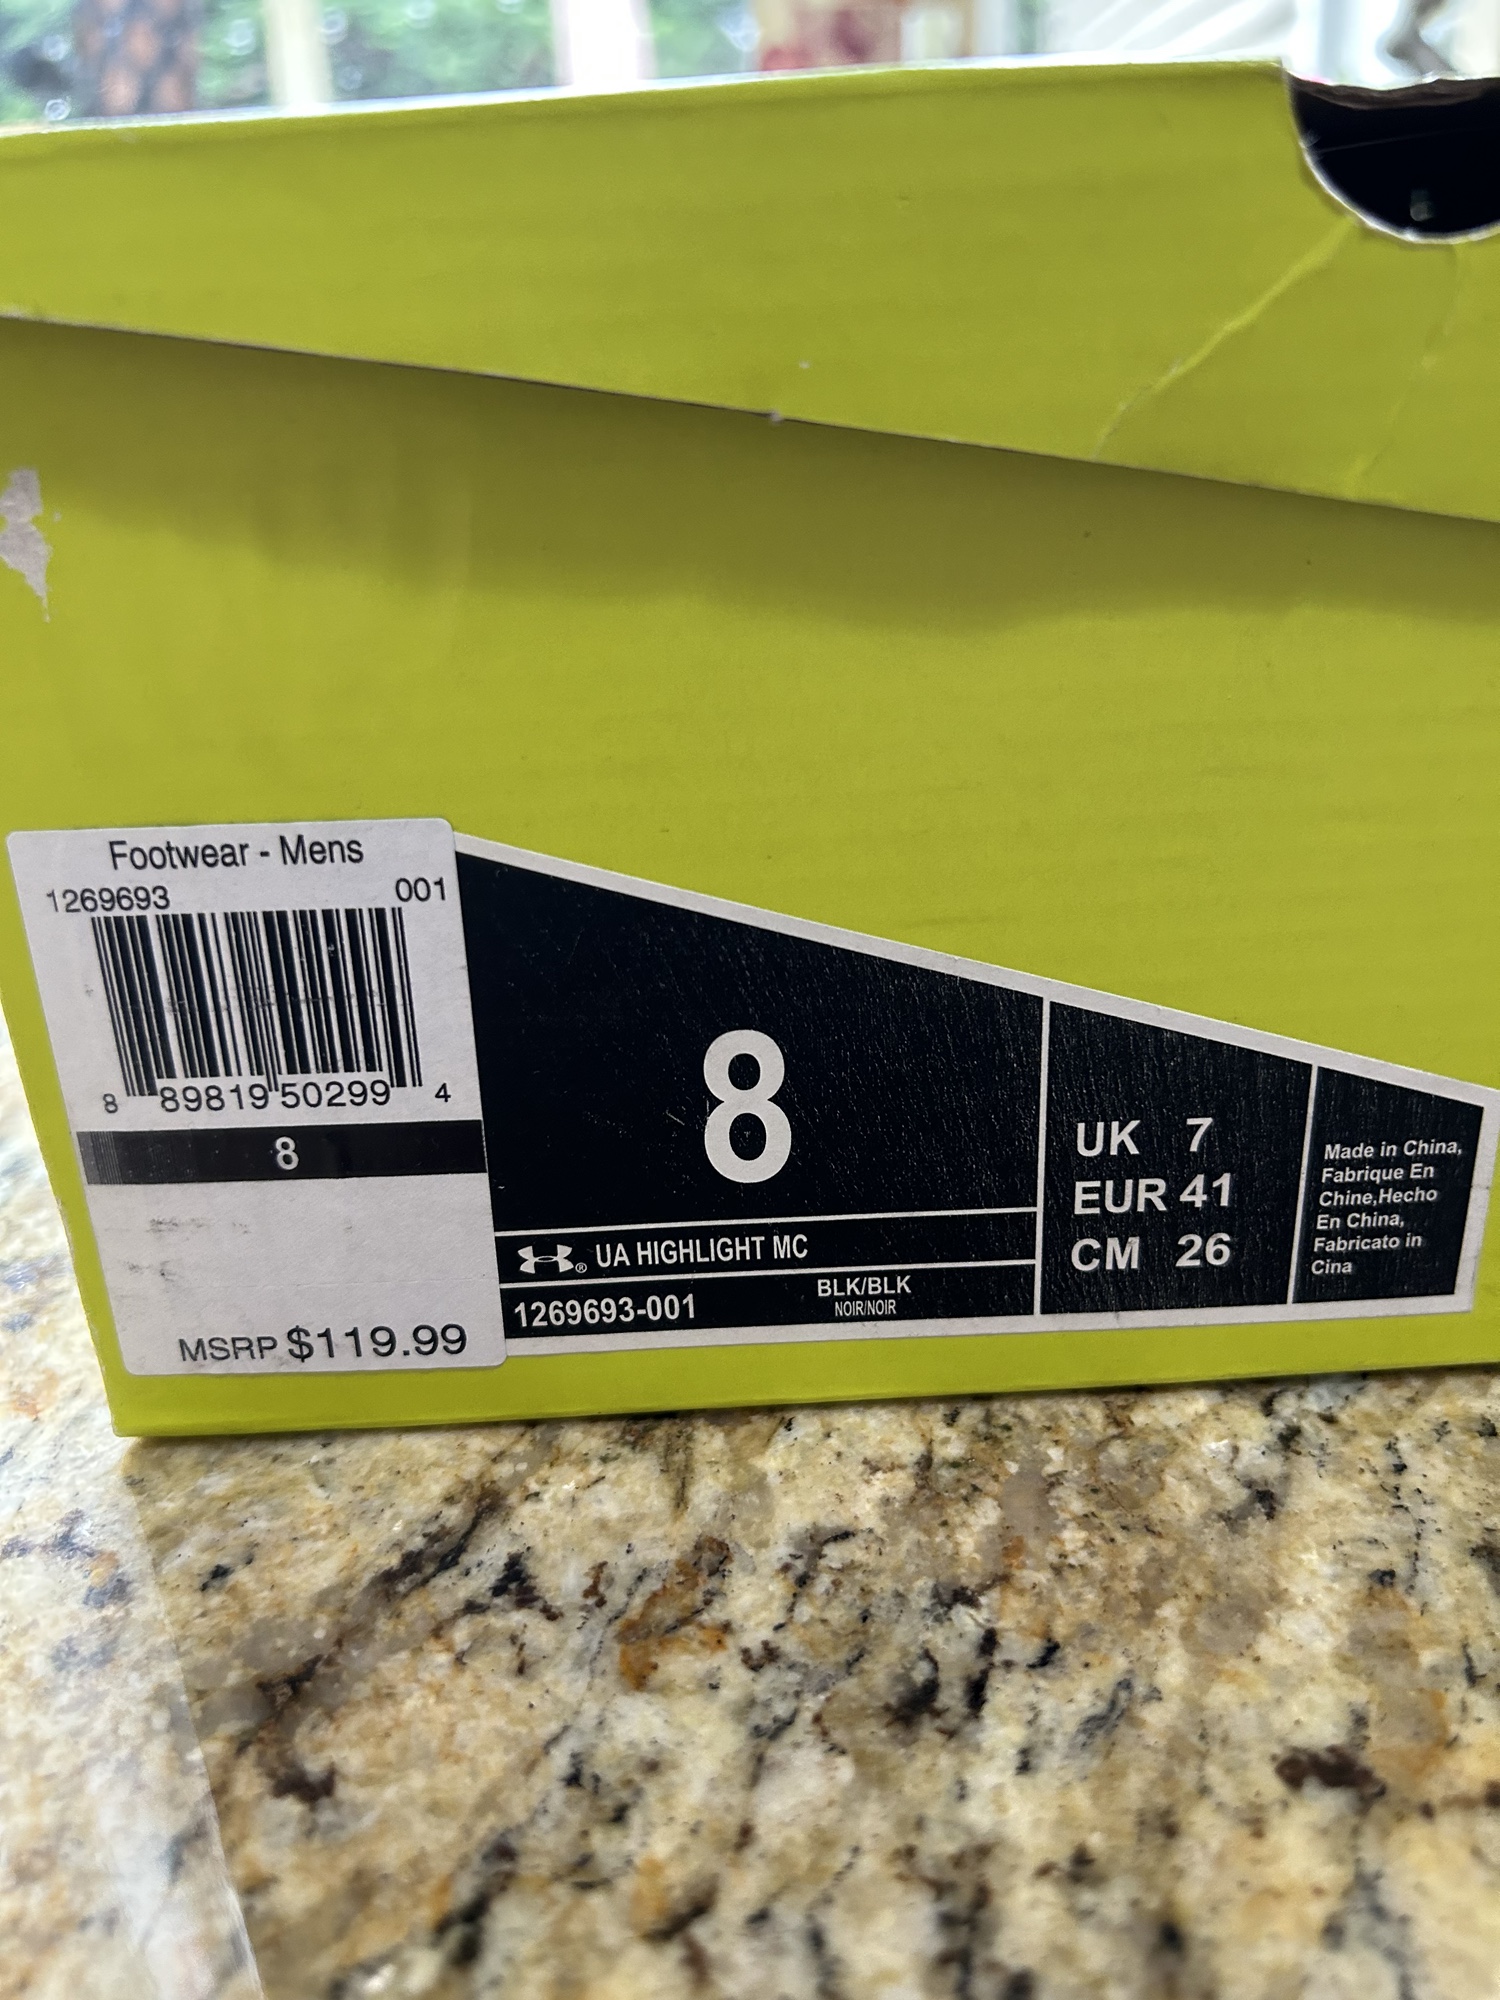 Footwear - Mens
1269693 001
8 89819 50299 4
8
MSRP $119.99
8
® UA HIGHLIGHT MC
1269693-001
BLK/BLK
NOIR/NOIR
UK 7
EUR 41
CM 26
Made in China,
Fabrique En
Chine,Hecho
En China,
Fabricato in
Cina